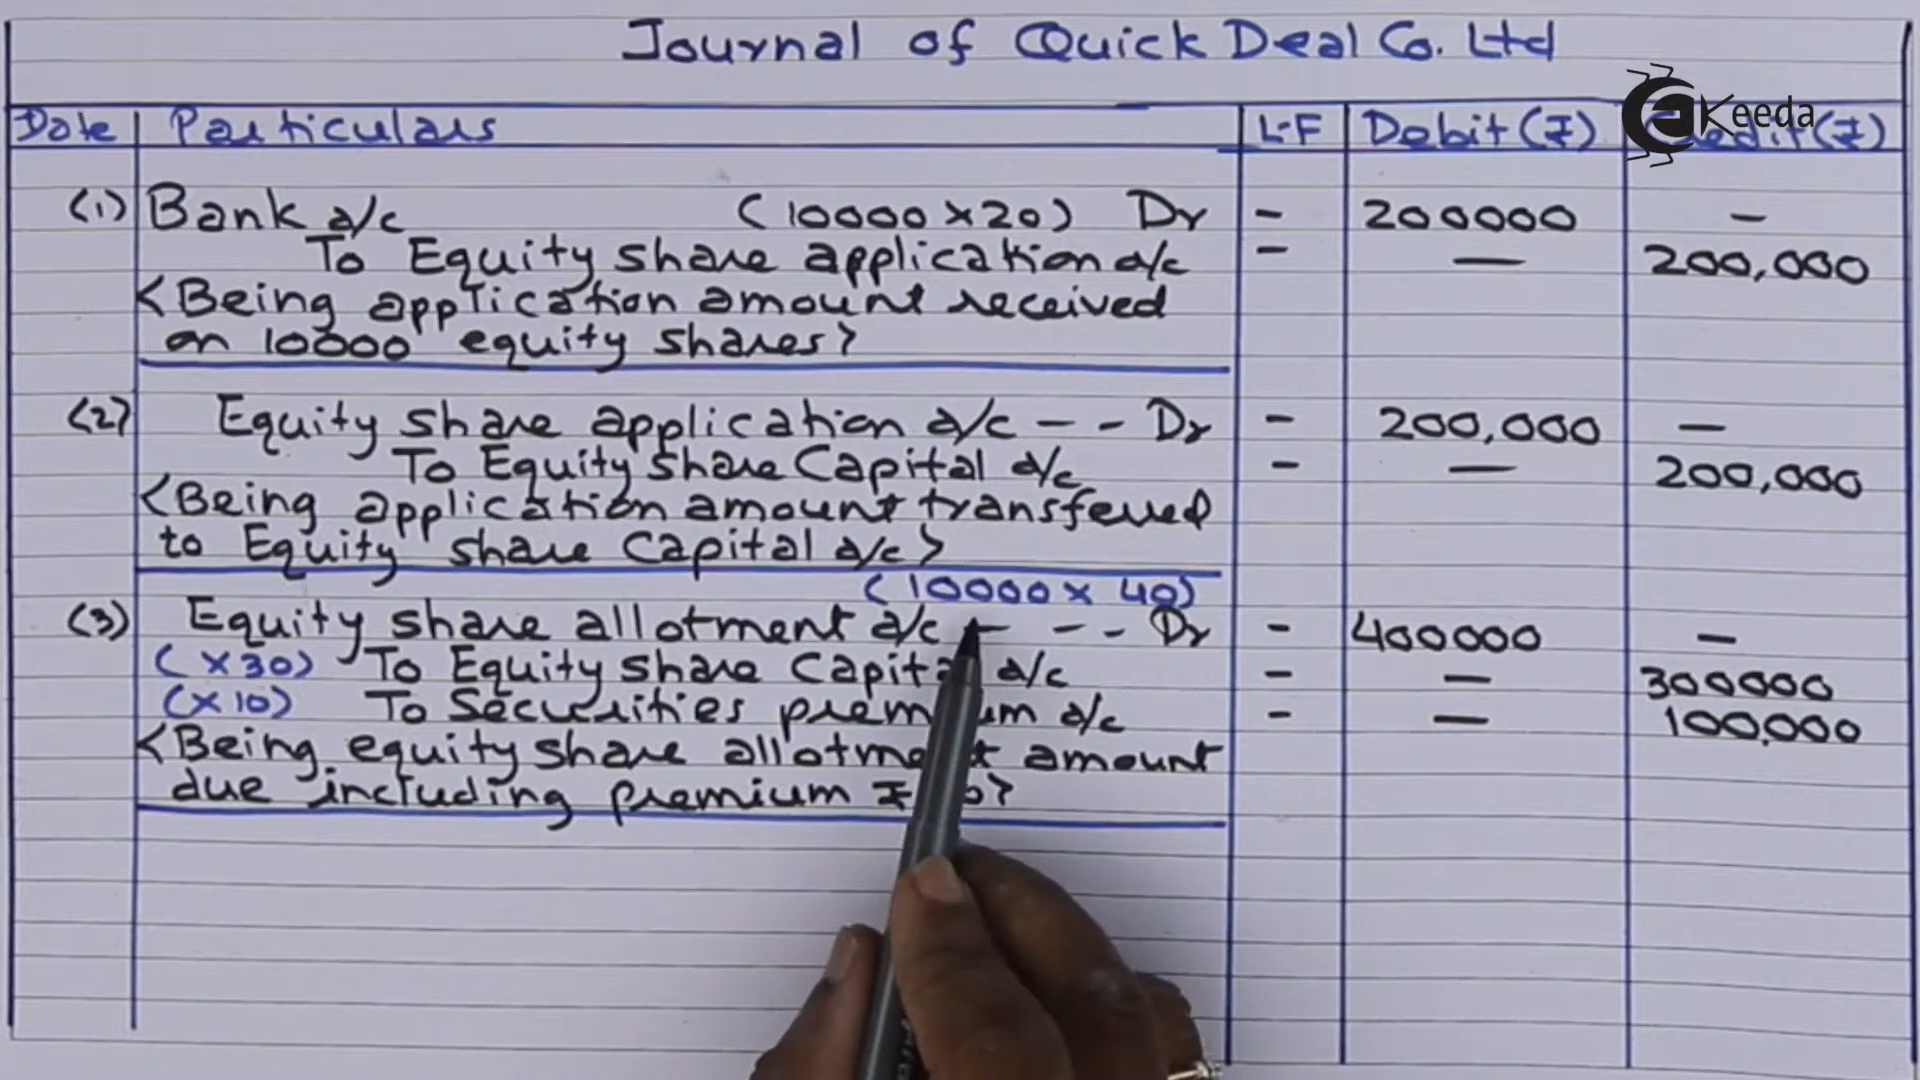 Journal of Quick Deal Co. Ltd
Keeda
Date Particulars L.F Debit (₹) Credit (₹)
(1) Bank a/c (10000 × 20) Dr - 200000 -
To Equity share application a/c - — 200,000
<Being application amount received
on 10000 equity shares>
(2) Equity share application a/c - - Dr - 200,000 —
To Equity share Capital a/c - — 200,000
<Being application amount transferred
to Equity share Capital a/c>
(10000 × 40)
(3) Equity share allotment a/c - - - Dr - 400000 -
(×30) To Equity share Capital a/c - — 300000
(×10) To Securities premium a/c - — 100,000
<Being equity share allotment amount
due including premium ₹